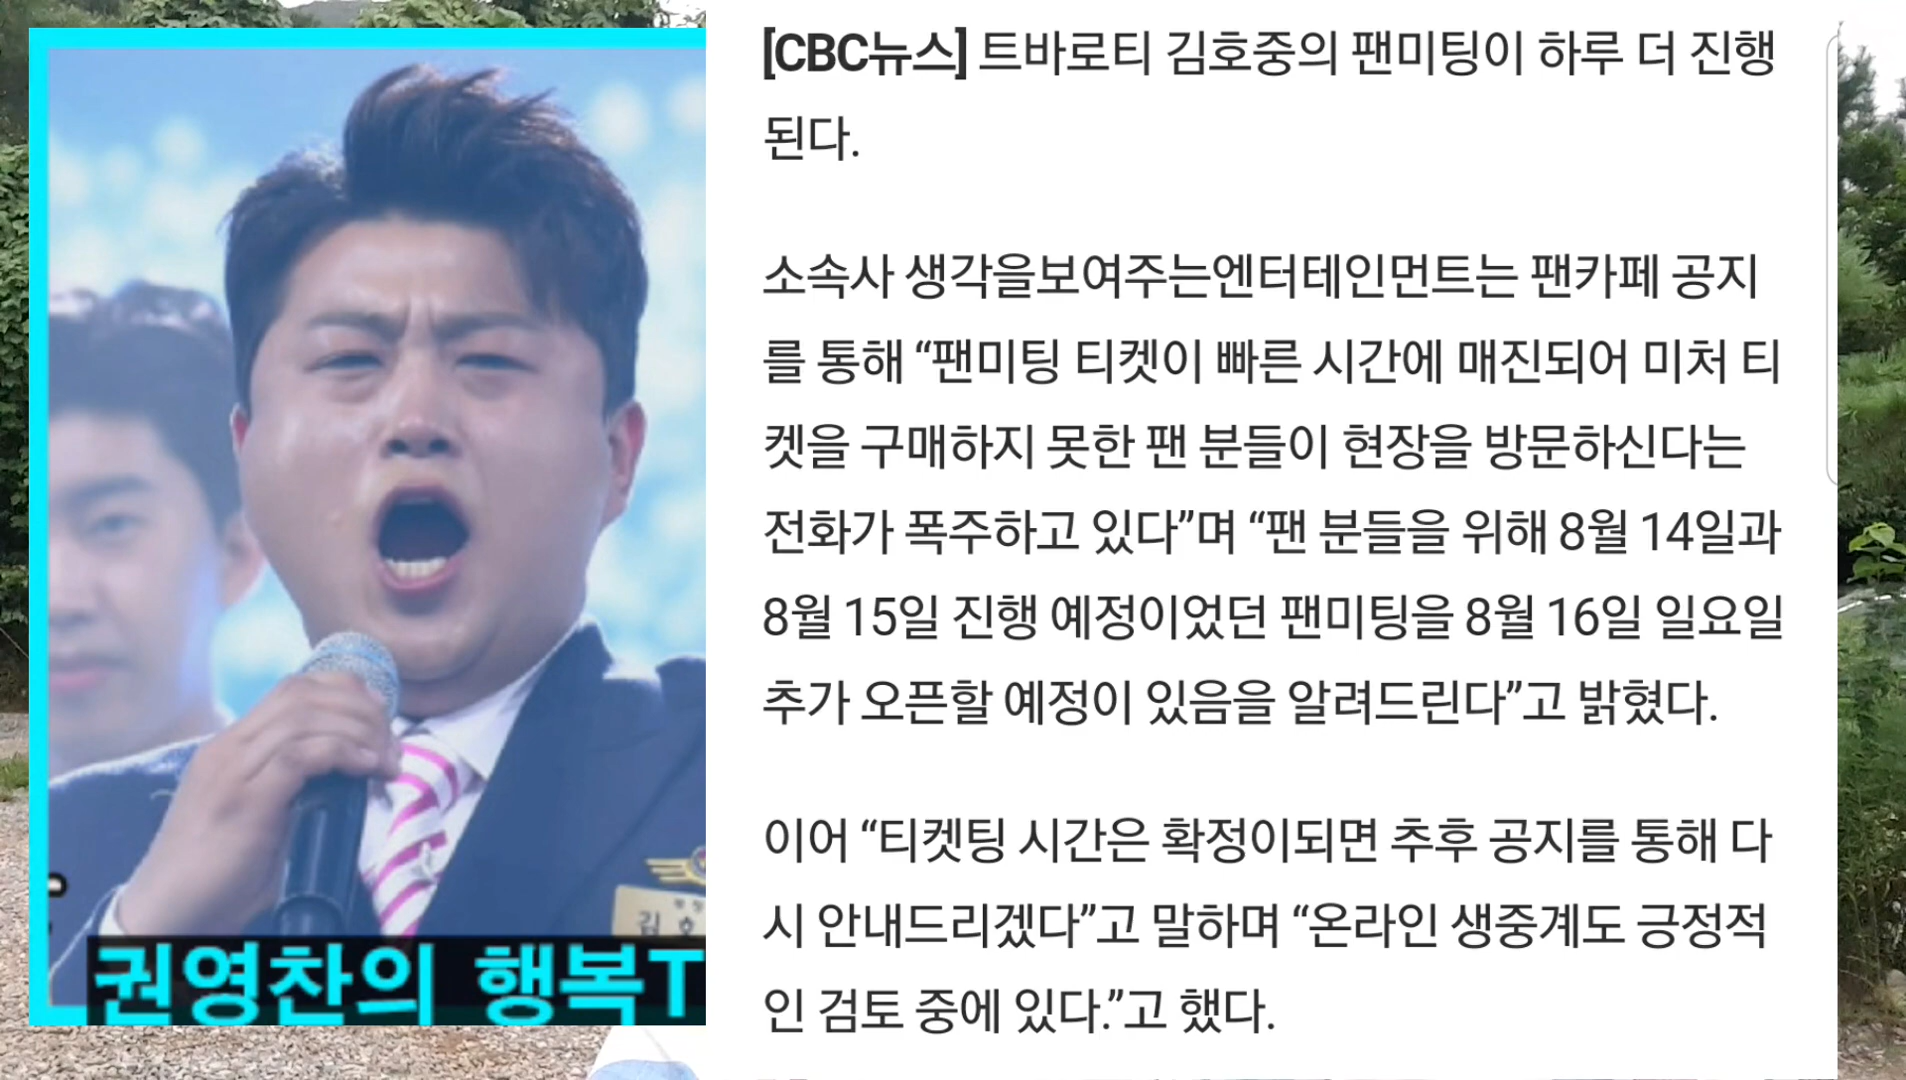 [CBC뉴스] 트바로티 김호중의 팬미팅이 하루 더 진행
된다.
소속사 생각을보여주는엔터테인먼트는 팬카페 공지
를 통해 “팬미팅 티켓이 빠른 시간에 매진되어 미처 티
켓을 구매하지 못한 팬 분들이 현장을 방문하신다는
전화가 폭주하고 있다”며 “팬 분들을 위해 8월 14일과
8월 15일 진행 예정이었던 팬미팅을 8월 16일 일요일
추가 오픈할 예정이 있음을 알려드린다”고 밝혔다.
이어 “티켓팅 시간은 확정이되면 추후 공지를 통해 다
시 안내드리겠다”고 말하며 “온라인 생중계도 긍정적
인 검토 중에 있다.”고 했다.
김호
권영찬의 행복T